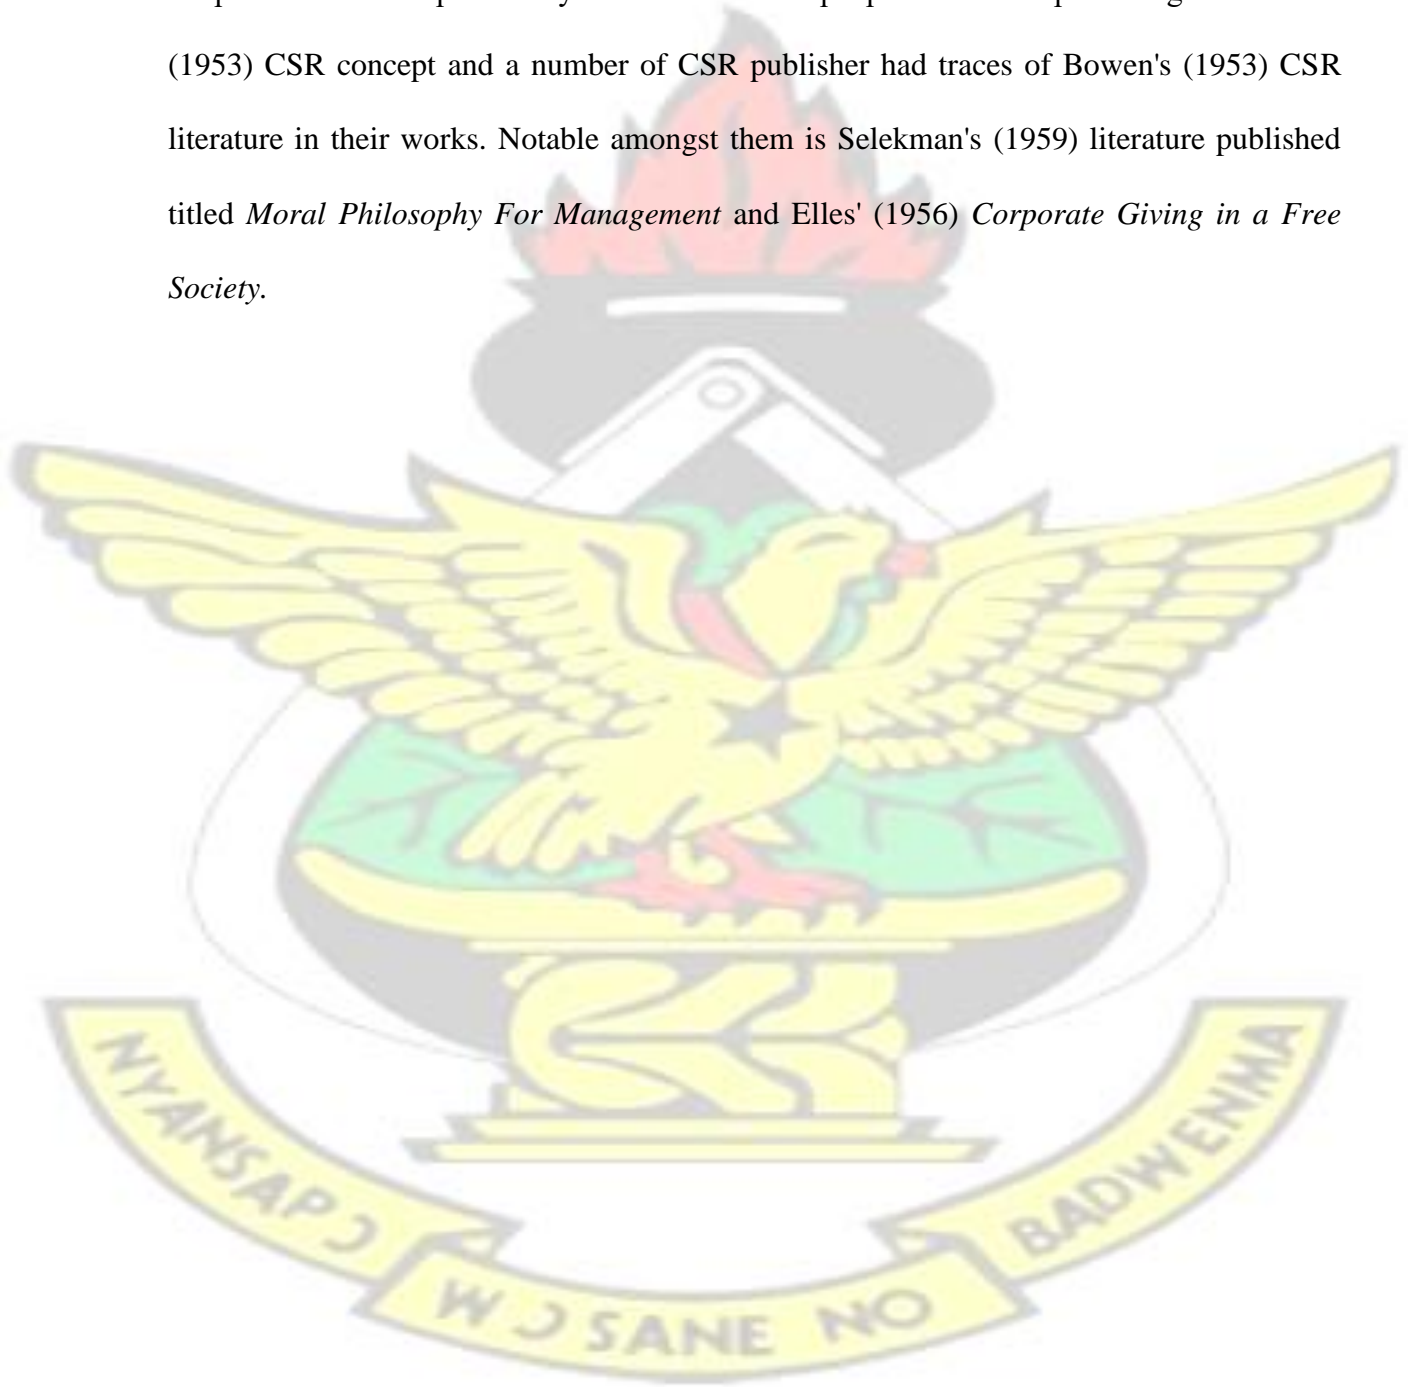 (1953) CSR concept and a number of CSR publisher had traces of Bowen's (1953) CSR
literature in their works. Notable amongst them is Selekman's (1959) literature published
titled Moral Philosophy For Management and Elles' (1956) Corporate Giving in a Free
Society.
NYANSAPƆ
WƆSANE NO
BADWENMA